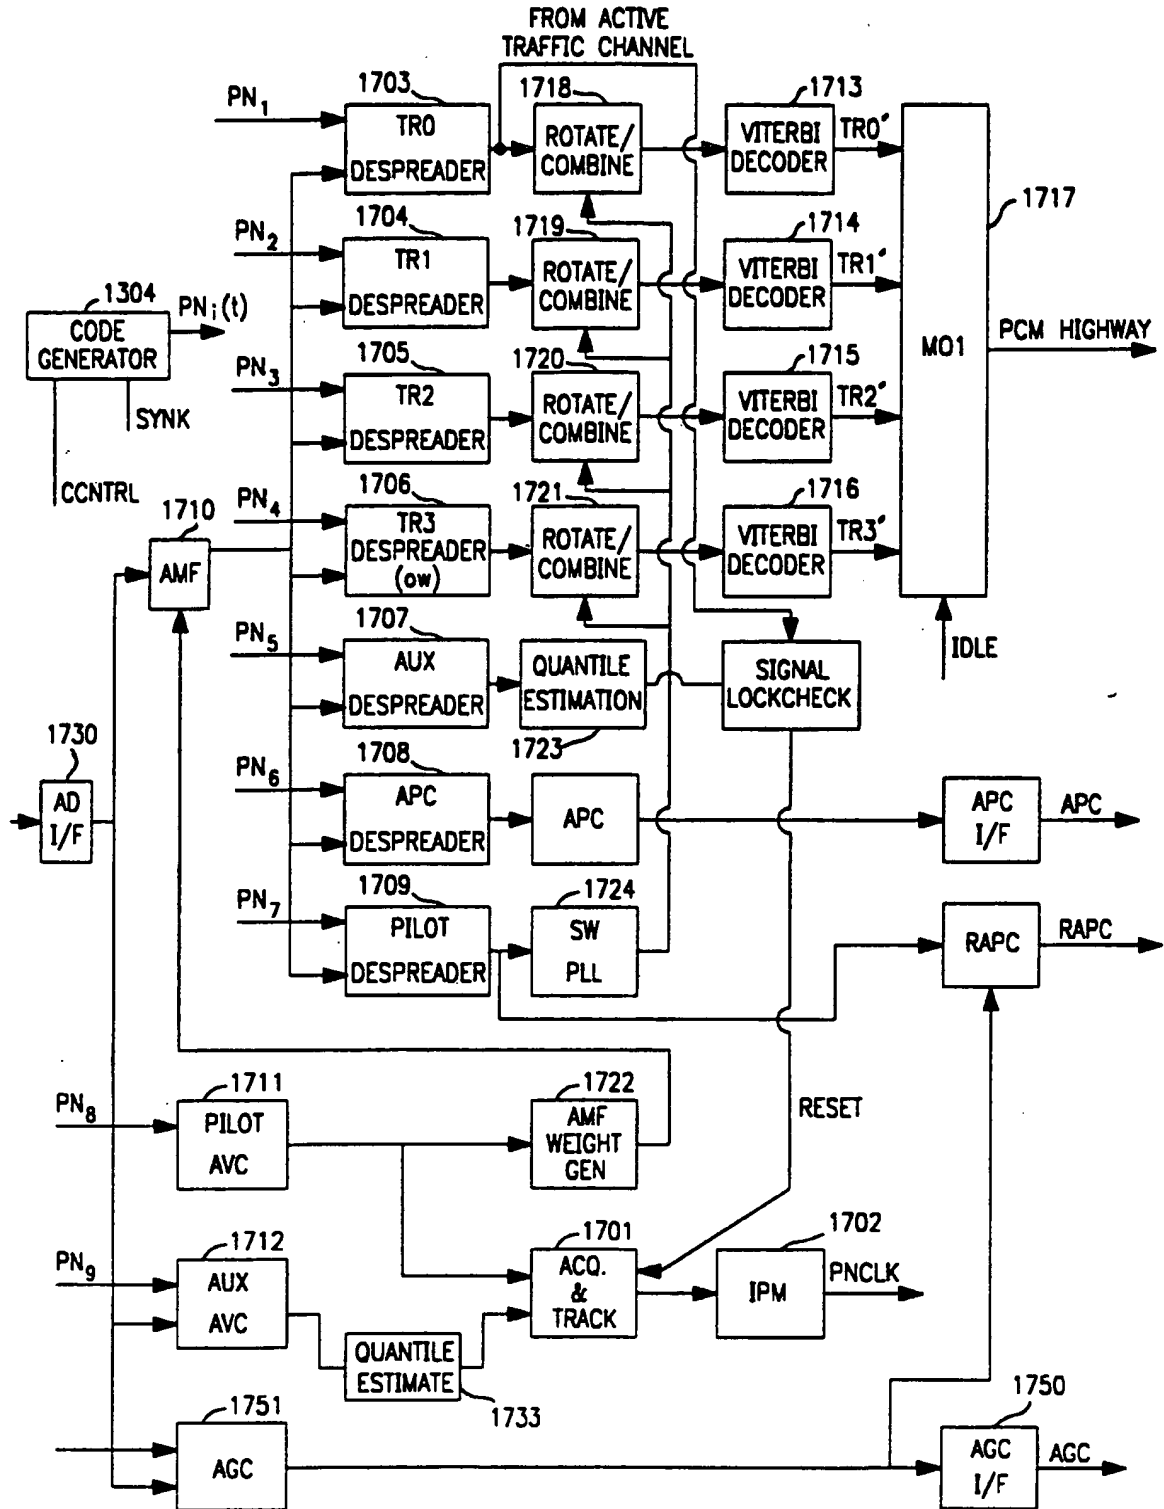 FROM ACTIVE
TRAFFIC CHANNEL
PN1
1703
TR0
DESPREADER
1718
ROTATE/
COMBINE
1713
VITERBI
DECODER
TR0'
1717
M01
PCM HIGHWAY
IDLE
PN2
1704
TR1
DESPREADER
1719
ROTATE/
COMBINE
1714
VITERBI
DECODER
TR1'
1304
CODE
GENERATOR
PNi(t)
SYNK
CCNTRL
PN3
1705
TR2
DESPREADER
1720
ROTATE/
COMBINE
1715
VITERBI
DECODER
TR2'
PN4
1706
TR3
DESPREADER
(OW)
1721
ROTATE/
COMBINE
1716
VITERBI
DECODER
TR3'
1710
AMF
PN5
1707
AUX
DESPREADER
QUANTILE
ESTIMATION
1723
SIGNAL
LOCKCHECK
1730
AD
I/F
PN6
1708
APC
DESPREADER
APC
APC
I/F
APC
PN7
1709
PILOT
DESPREADER
1724
SW
PLL
RAPC
RAPC
PN8
1711
PILOT
AVC
1722
AMF
WEIGHT
GEN
RESET
PN9
1712
AUX
AVC
QUANTILE
ESTIMATE
1733
1701
ACQ.
&
TRACK
1702
IPM
PNCLK
1751
AGC
1750
AGC
I/F
AGC